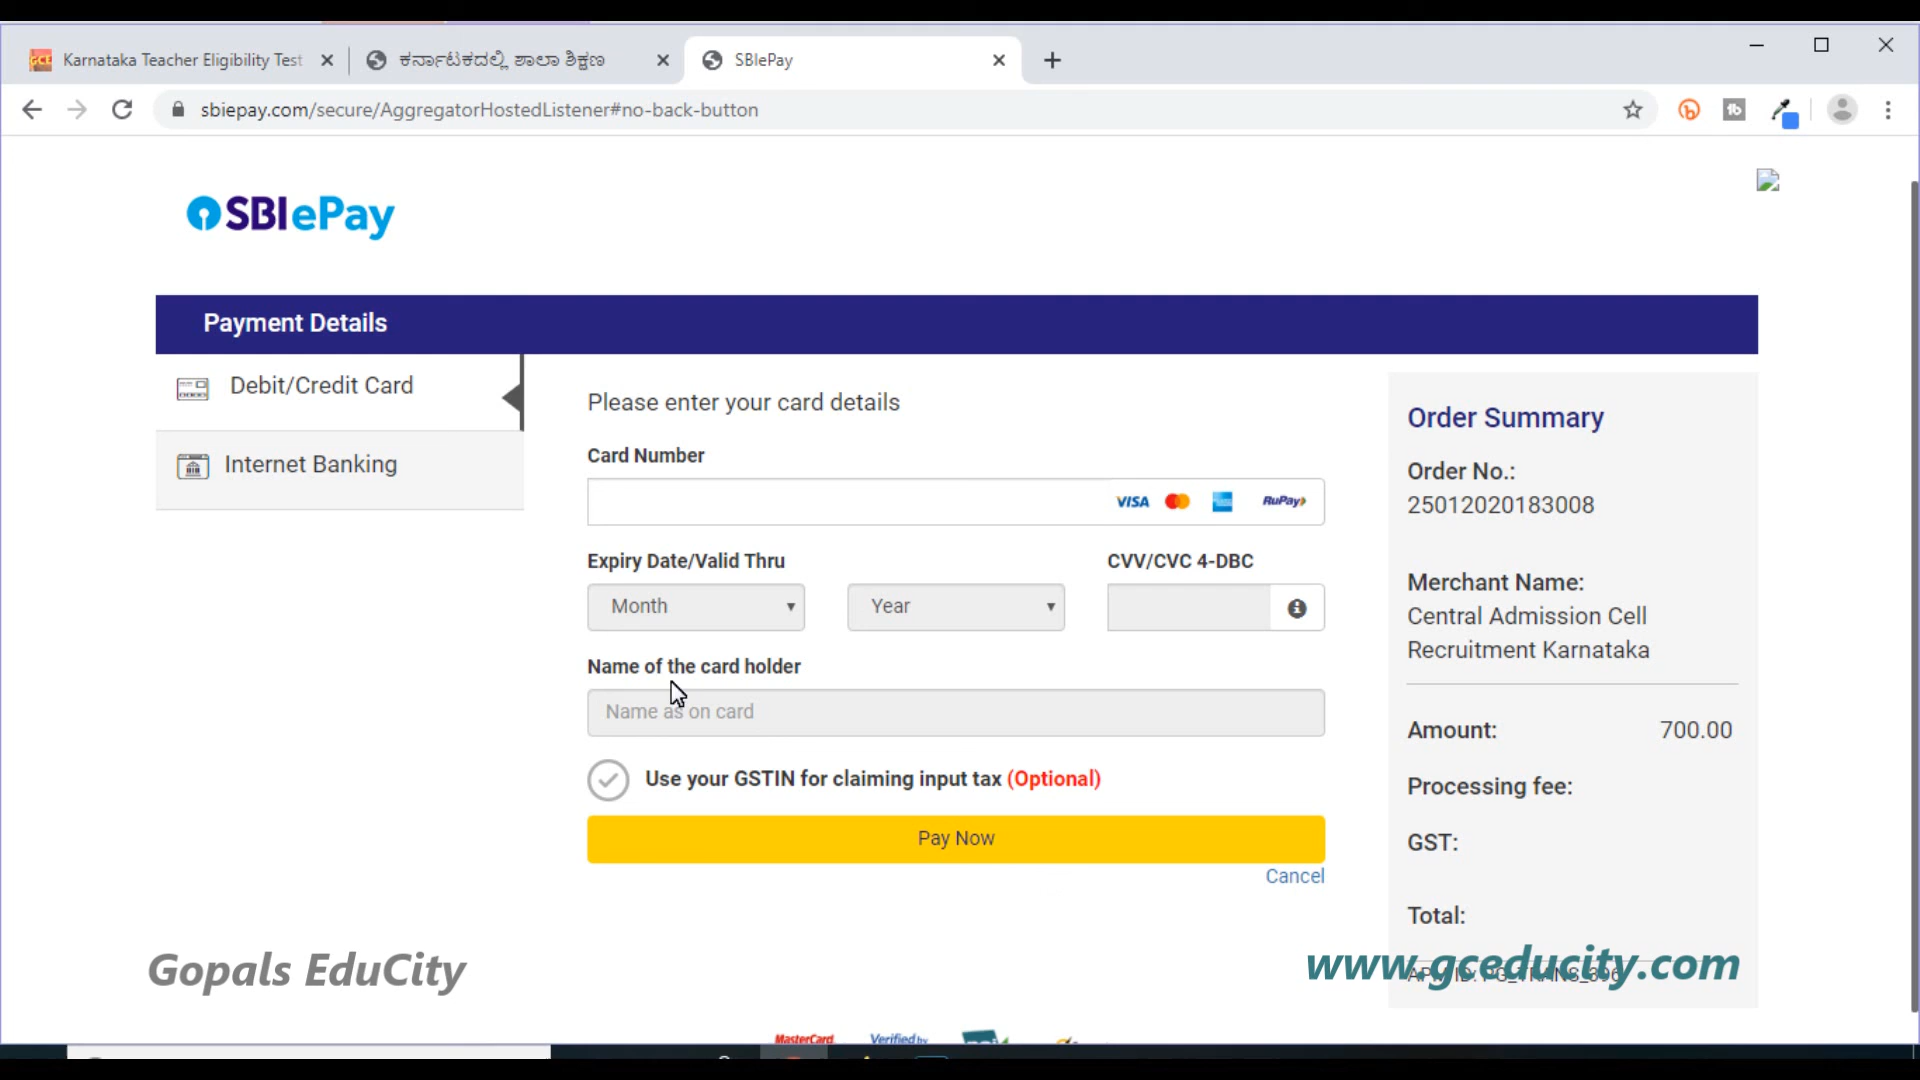 Karnataka Teacher Eligibility Test
ಕರ್ನಾಟಕದಲ್ಲಿ ಶಾಲಾ ಶಿಕ್ಷಣ
SBIePay
sbiepay.com/secure/AggregatorHostedListener#no-back-button
SBIePay
Payment Details
Debit/Credit Card
Internet Banking
Please enter your card details
Card Number
VISA
RuPay
Expiry Date/Valid Thru
CVV/CVC 4-DBC
Month
Year
Name of the card holder
Name as on card
Use your GSTIN for claiming input tax (Optional)
Pay Now
Cancel
Order Summary
Order No.:
25012020183008
Merchant Name:
Central Admission Cell
Recruitment Karnataka
Amount: 700.00
Processing fee:
GST:
Total:
Gopals EduCity
www.gceducity.com
MasterCard
Verified by